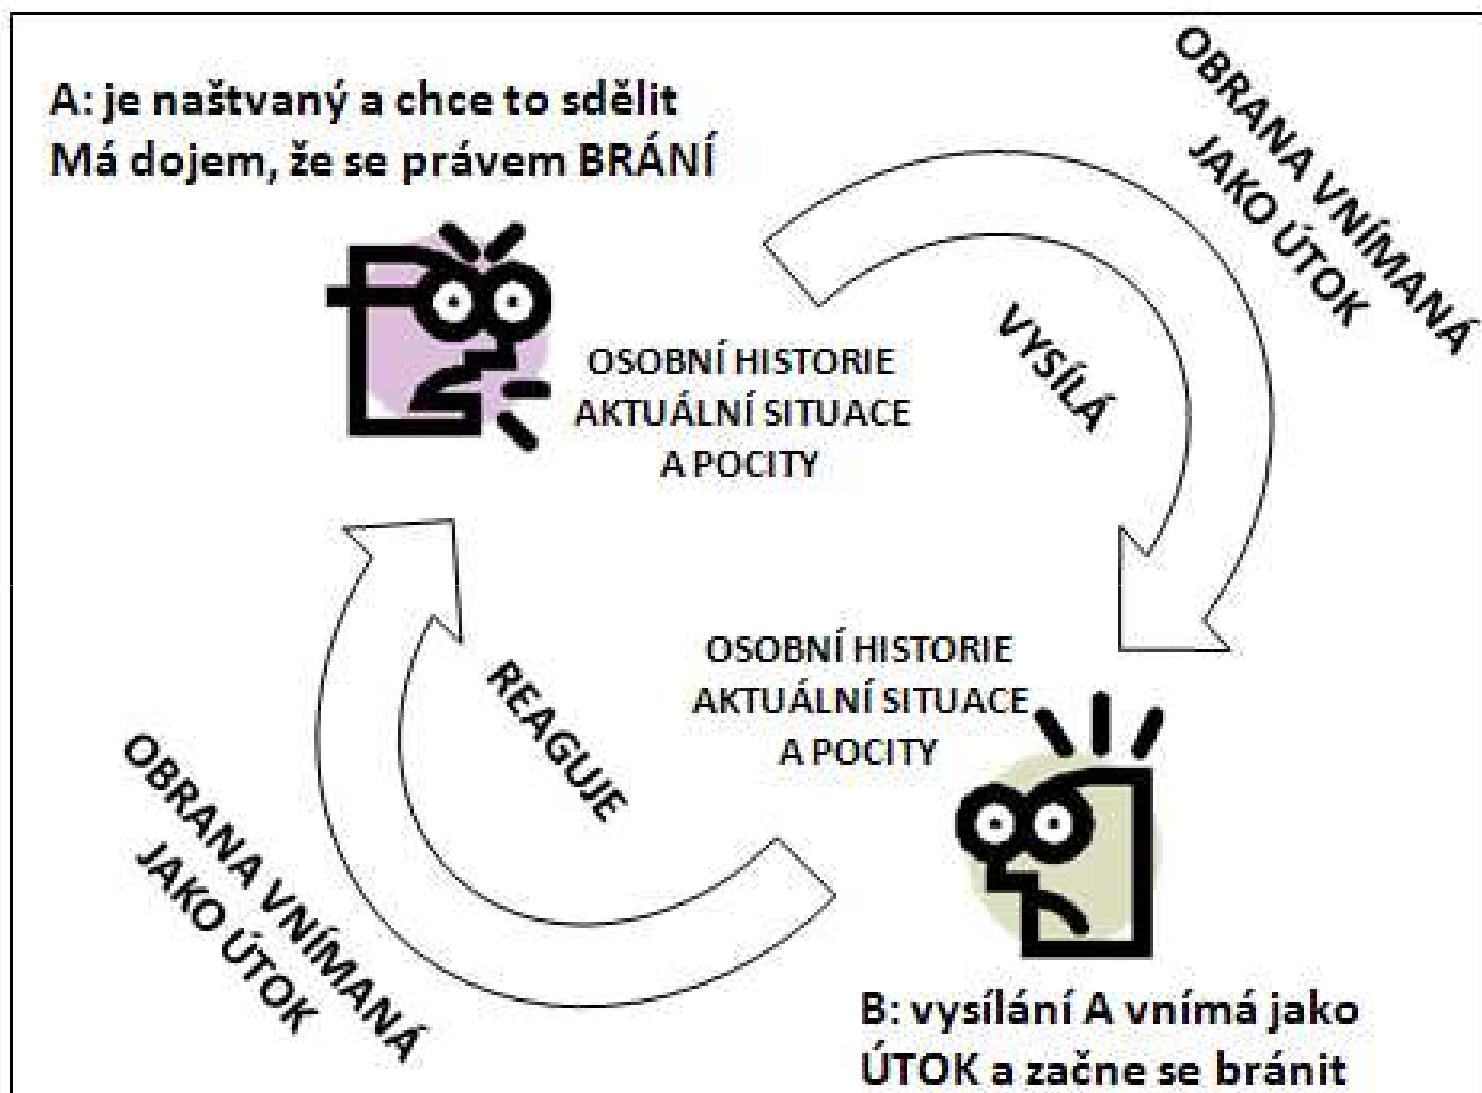 A: je naštvaný a chce to sdělit
Má dojem, že se právem BRÁNÍ
OBRANA VNÍMANÁ
JAKO ÚTOK
VYSÍLÁ
OSOBNÍ HISTORIE
AKTUÁLNÍ SITUACE
A POCITY
OSOBNÍ HISTORIE
AKTUÁLNÍ SITUACE
A POCITY
REAGUJE
OBRANA VNÍMANÁ
JAKO ÚTOK
B: vysílání A vnímá jako
ÚTOK a začne se bránit